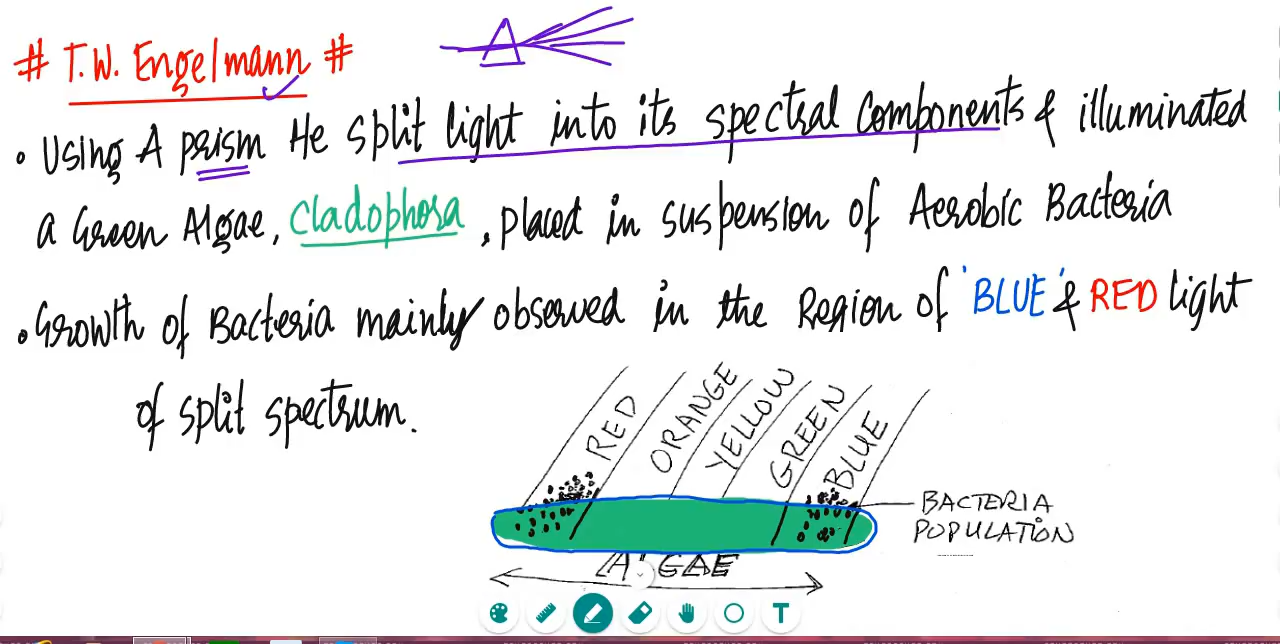 # T.W. Engelmann #
• Using A prism He split light into its spectral components & illuminated
a Green Algae, Cladophora, placed in suspension of Aerobic Bacteria
• Growth of Bacteria mainly observed in the Region of 'BLUE' & RED light
of split spectrum.
RED
ORANGE
YELLOW
GREEN
BLUE
BACTERIA
POPULATION
ALGAE
T